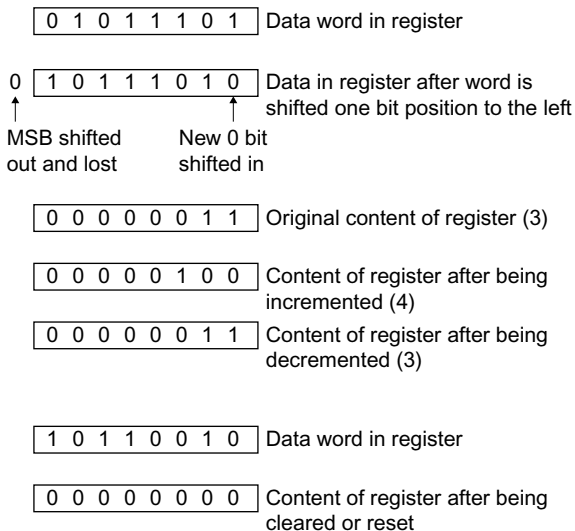 0 1 0 1 1 1 0 1 Data word in register
0 1 0 1 1 1 0 1 0 Data in register after word is
shifted one bit position to the left
MSB shifted New 0 bit
out and lost shifted in
0 0 0 0 0 0 1 1 Original content of register (3)
0 0 0 0 0 1 0 0 Content of register after being
incremented (4)
0 0 0 0 0 0 1 1 Content of register after being
decremented (3)
1 0 1 1 0 0 1 0 Data word in register
0 0 0 0 0 0 0 0 Content of register after being
cleared or reset